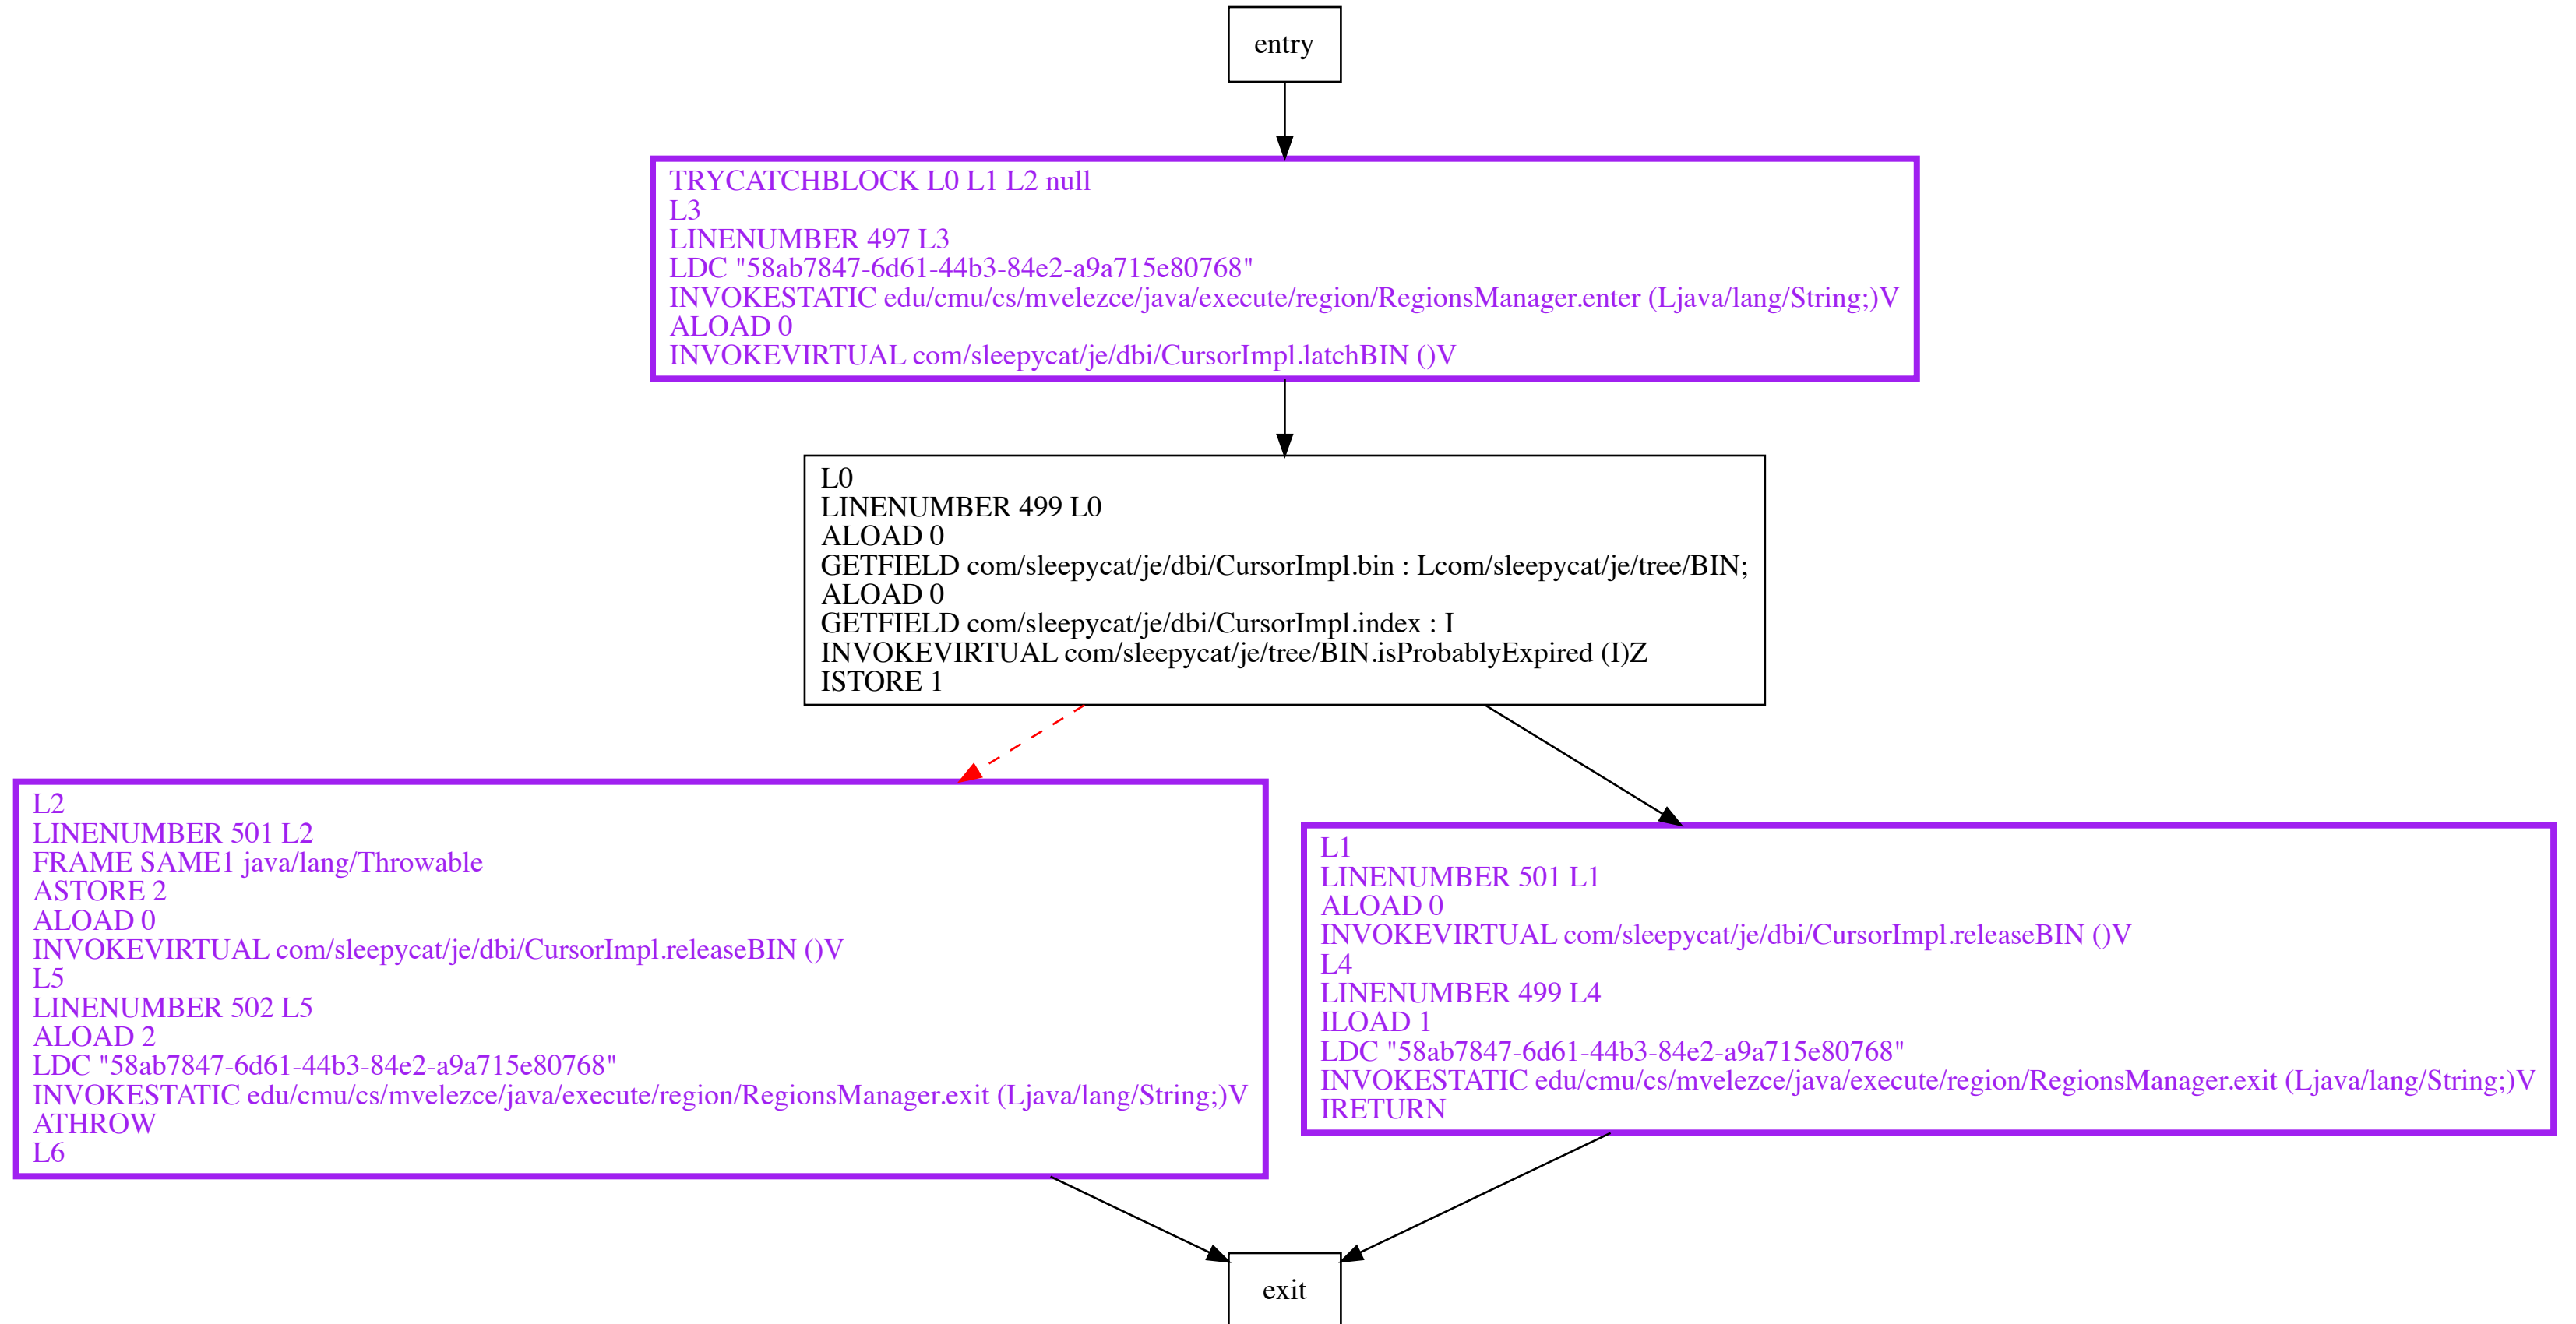 entry
TRYCATCHBLOCK L0 L1 L2 null
L3
LINENUMBER 497 L3
LDC "58ab7847-6d61-44b3-84e2-a9a715e80768"
INVOKESTATIC edu/cmu/cs/mvelezce/java/execute/region/RegionsManager.enter (Ljava/lang/String;)V
ALOAD 0
INVOKEVIRTUAL com/sleepycat/je/dbi/CursorImpl.latchBIN ()V
L0
LINENUMBER 499 L0
ALOAD 0
GETFIELD com/sleepycat/je/dbi/CursorImpl.bin : Lcom/sleepycat/je/tree/BIN;
ALOAD 0
GETFIELD com/sleepycat/je/dbi/CursorImpl.index : I
INVOKEVIRTUAL com/sleepycat/je/tree/BIN.isProbablyExpired (I)Z
ISTORE 1
L2
LINENUMBER 501 L2
FRAME SAME1 java/lang/Throwable
ASTORE 2
ALOAD 0
INVOKEVIRTUAL com/sleepycat/je/dbi/CursorImpl.releaseBIN ()V
L5
LINENUMBER 502 L5
ALOAD 2
LDC "58ab7847-6d61-44b3-84e2-a9a715e80768"
INVOKESTATIC edu/cmu/cs/mvelezce/java/execute/region/RegionsManager.exit (Ljava/lang/String;)V
ATHROW
L6
L1
LINENUMBER 501 L1
ALOAD 0
INVOKEVIRTUAL com/sleepycat/je/dbi/CursorImpl.releaseBIN ()V
L4
LINENUMBER 499 L4
ILOAD 1
LDC "58ab7847-6d61-44b3-84e2-a9a715e80768"
INVOKESTATIC edu/cmu/cs/mvelezce/java/execute/region/RegionsManager.exit (Ljava/lang/String;)V
IRETURN
exit